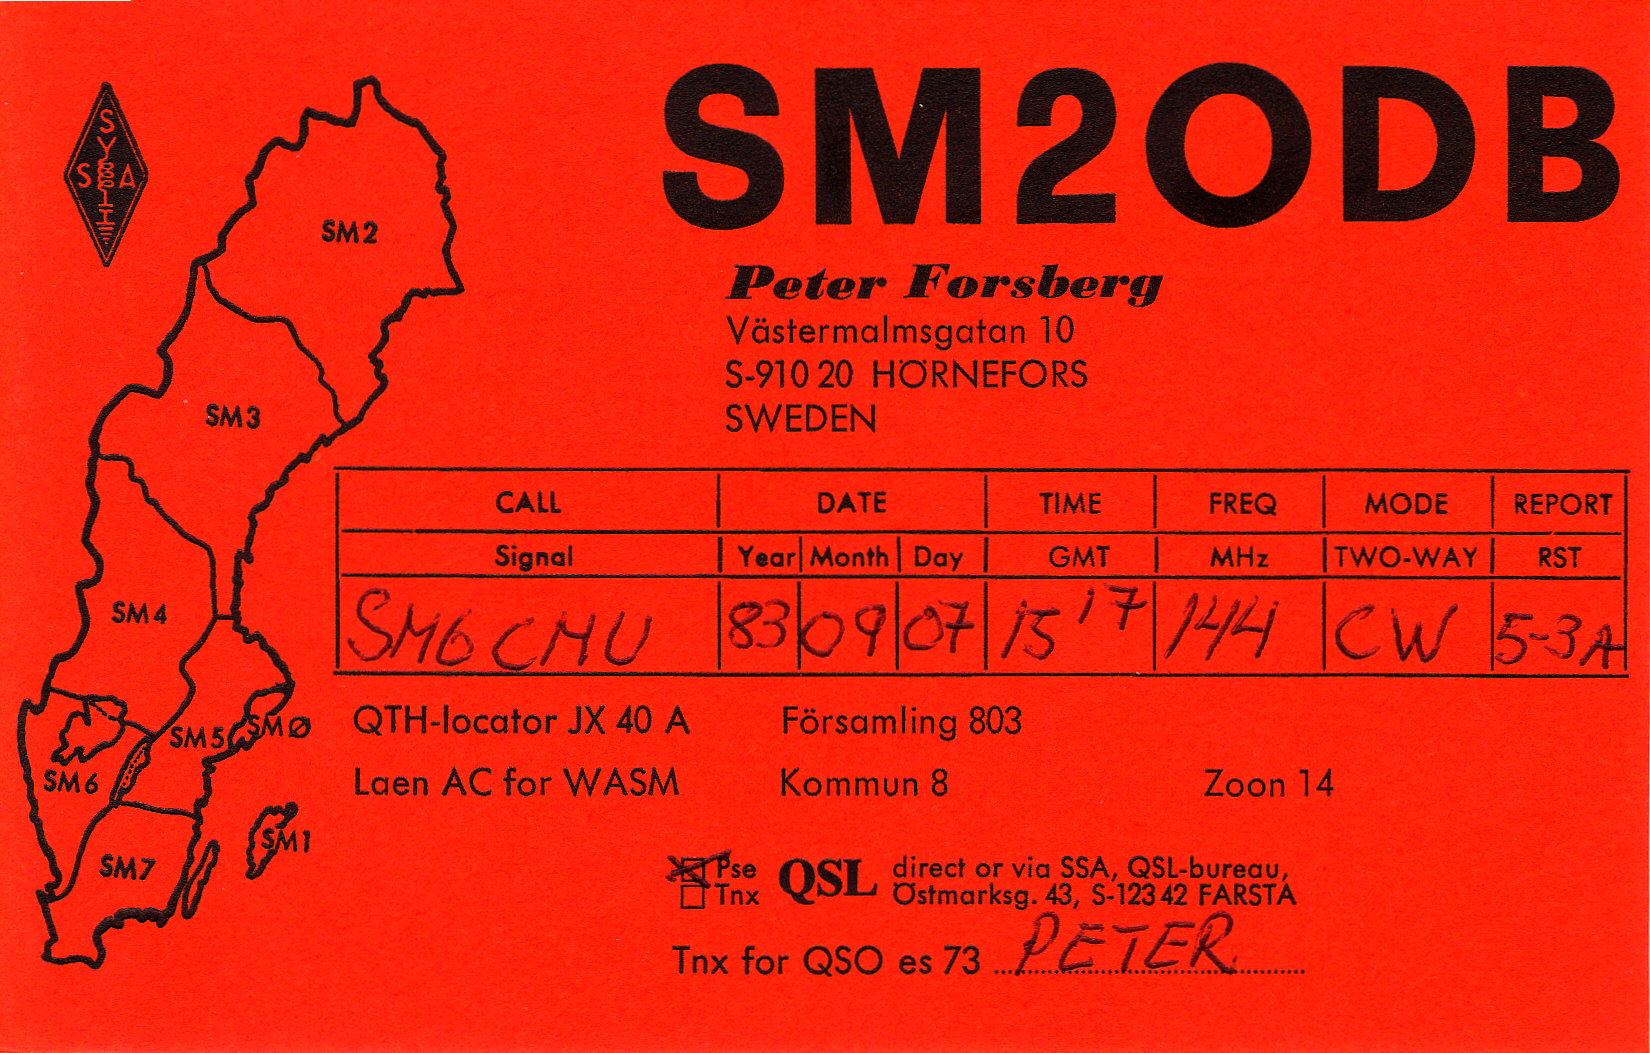 SM2ODB
S
Y
S A
I
Peter Forsberg
Västermalmsgatan 10
S-910 20 HÖRNEFORS
SWEDEN
SM2
SM3
SM4
SM5
SMØ
SM6
SM1
SM7
CALL DATE TIME FREQ MODE REPORT
Signal Year Month Day GMT MHz TWO-WAY RST
SM6CMU 83 09 07 15 17 144 CW 5-3A
QTH-locator JX 40 A Församling 803
Laen AC for WASM Kommun 8 Zoon 14
Pse QSL direct or via SSA, QSL-bureau,
Tnx Östmarksg. 43, S-123 42 FARSTA
Tnx for QSO es 73 PETER